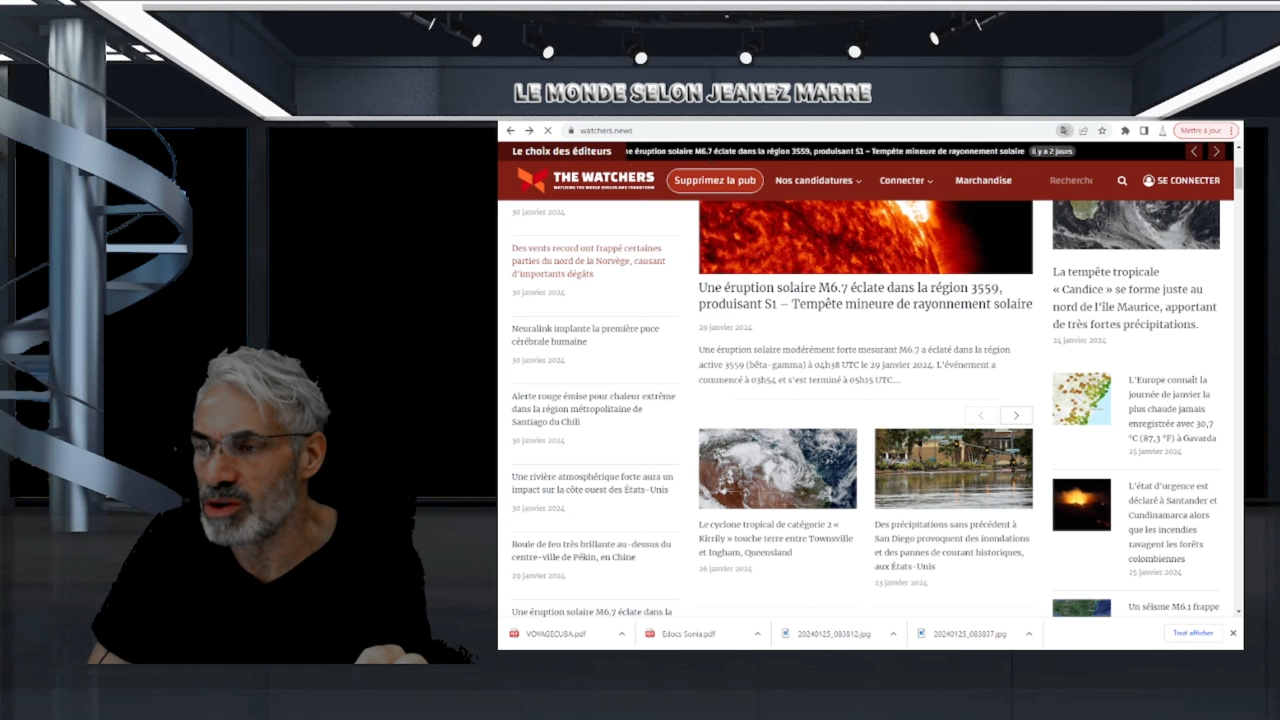 LE MONDE SELON JEANEZ MARRE
watchers.news
Mettre à jour
Le choix des éditeurs
e éruption solaire M6.7 éclate dans la région 3559, produisant S1 – Tempête mineure de rayonnement solaire
il y a 2 jours
THE WATCHERS
WATCHING THE WORLD EVOLVE AND TRANSFORM
Supprimez la pub
Nos candidatures
Connecter
Marchandise
Recherche
SE CONNECTER
30 janvier 2024
Des vents record ont frappé certaines
parties du nord de la Norvège, causant
d'importants dégâts
30 janvier 2024
Neuralink implante la première puce
cérébrale humaine
30 janvier 2024
Alerte rouge émise pour chaleur extrême
dans la région métropolitaine de
Santiago du Chili
30 janvier 2024
Une rivière atmosphérique forte aura un
impact sur la côte ouest des États-Unis
30 janvier 2024
Boule de feu très brillante au-dessus du
centre-ville de Pékin, en Chine
29 janvier 2024
Une éruption solaire M6.7 éclate dans la
Une éruption solaire M6.7 éclate dans la région 3559,
produisant S1 – Tempête mineure de rayonnement solaire
29 janvier 2024
Une éruption solaire modérément forte mesurant M6.7 a éclaté dans la région
active 3559 (bêta-gamma) à 04h38 UTC le 29 janvier 2024. L'événement a
commencé à 03h54 et s'est terminé à 05h15 UTC....
Le cyclone tropical de catégorie 2 «
Kirrily » touche terre entre Townsville
et Ingham, Queensland
26 janvier 2024
Des précipitations sans précédent à
San Diego provoquent des inondations
et des pannes de courant historiques,
aux États-Unis
23 janvier 2024
La tempête tropicale
« Candice » se forme juste au
nord de l'île Maurice, apportant
de très fortes précipitations.
24 janvier 2024
L'Europe connaît la
journée de janvier la
plus chaude jamais
enregistrée avec 30,7
°C (87,3 °F) à Gavarda
25 janvier 2024
L'état d'urgence est
déclaré à Santander et
Cundinamarca alors
que les incendies
ravagent les forêts
colombiennes
25 janvier 2024
Un séisme M6.1 frappe
VOYAGECUBA.pdf
Edocs Sonia.pdf
20240125_083812.jpg
20240125_083837.jpg
Tout afficher